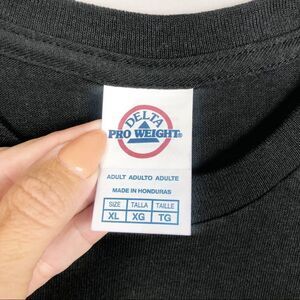 DELTA
PRO WEIGHT®
ADULT ADULTO ADULTE
MADE IN HONDURAS
SIZE TALLA TAILLE
XL XG TG